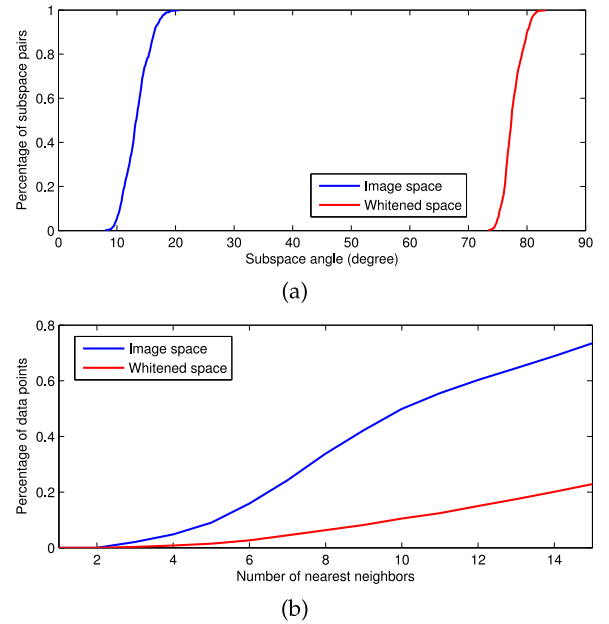 1
0.8
0.6
0.4
0.2
0
Percentage of subspace pairs
Image space
Whitened space
0 10 20 30 40 50 60 70 80 90
Subspace angle (degree)
(a)
0.8
0.6
0.4
0.2
0
Percentage of data points
Image space
Whitened space
2 4 6 8 10 12 14
Number of nearest neighbors
(b)